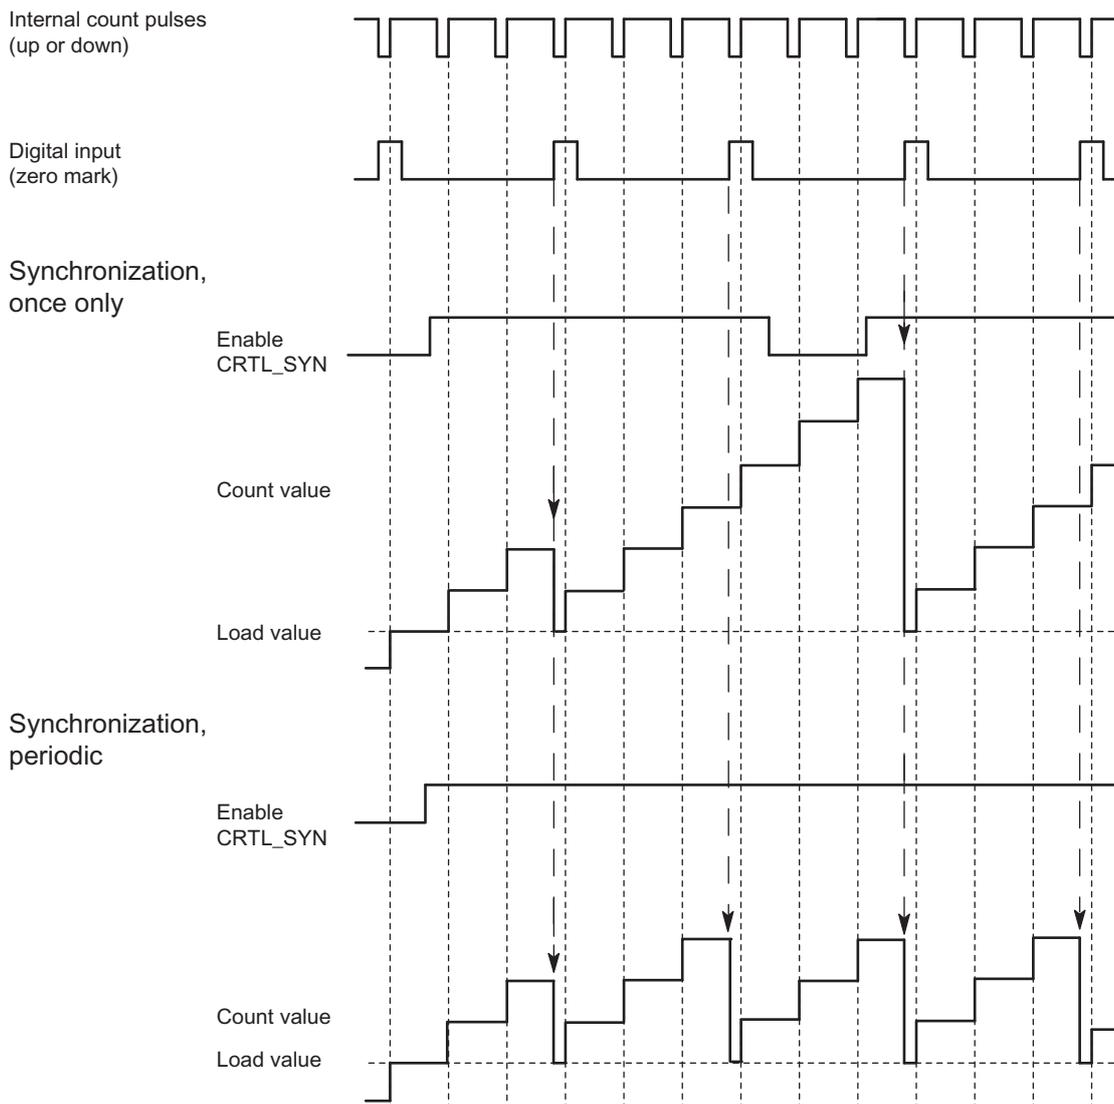 Internal count pulses
(up or down)
Digital input
(zero mark)
Synchronization,
once only
Enable
CRTL_SYN
Count value
Load value
Synchronization,
periodic
Enable
CRTL_SYN
Count value
Load value